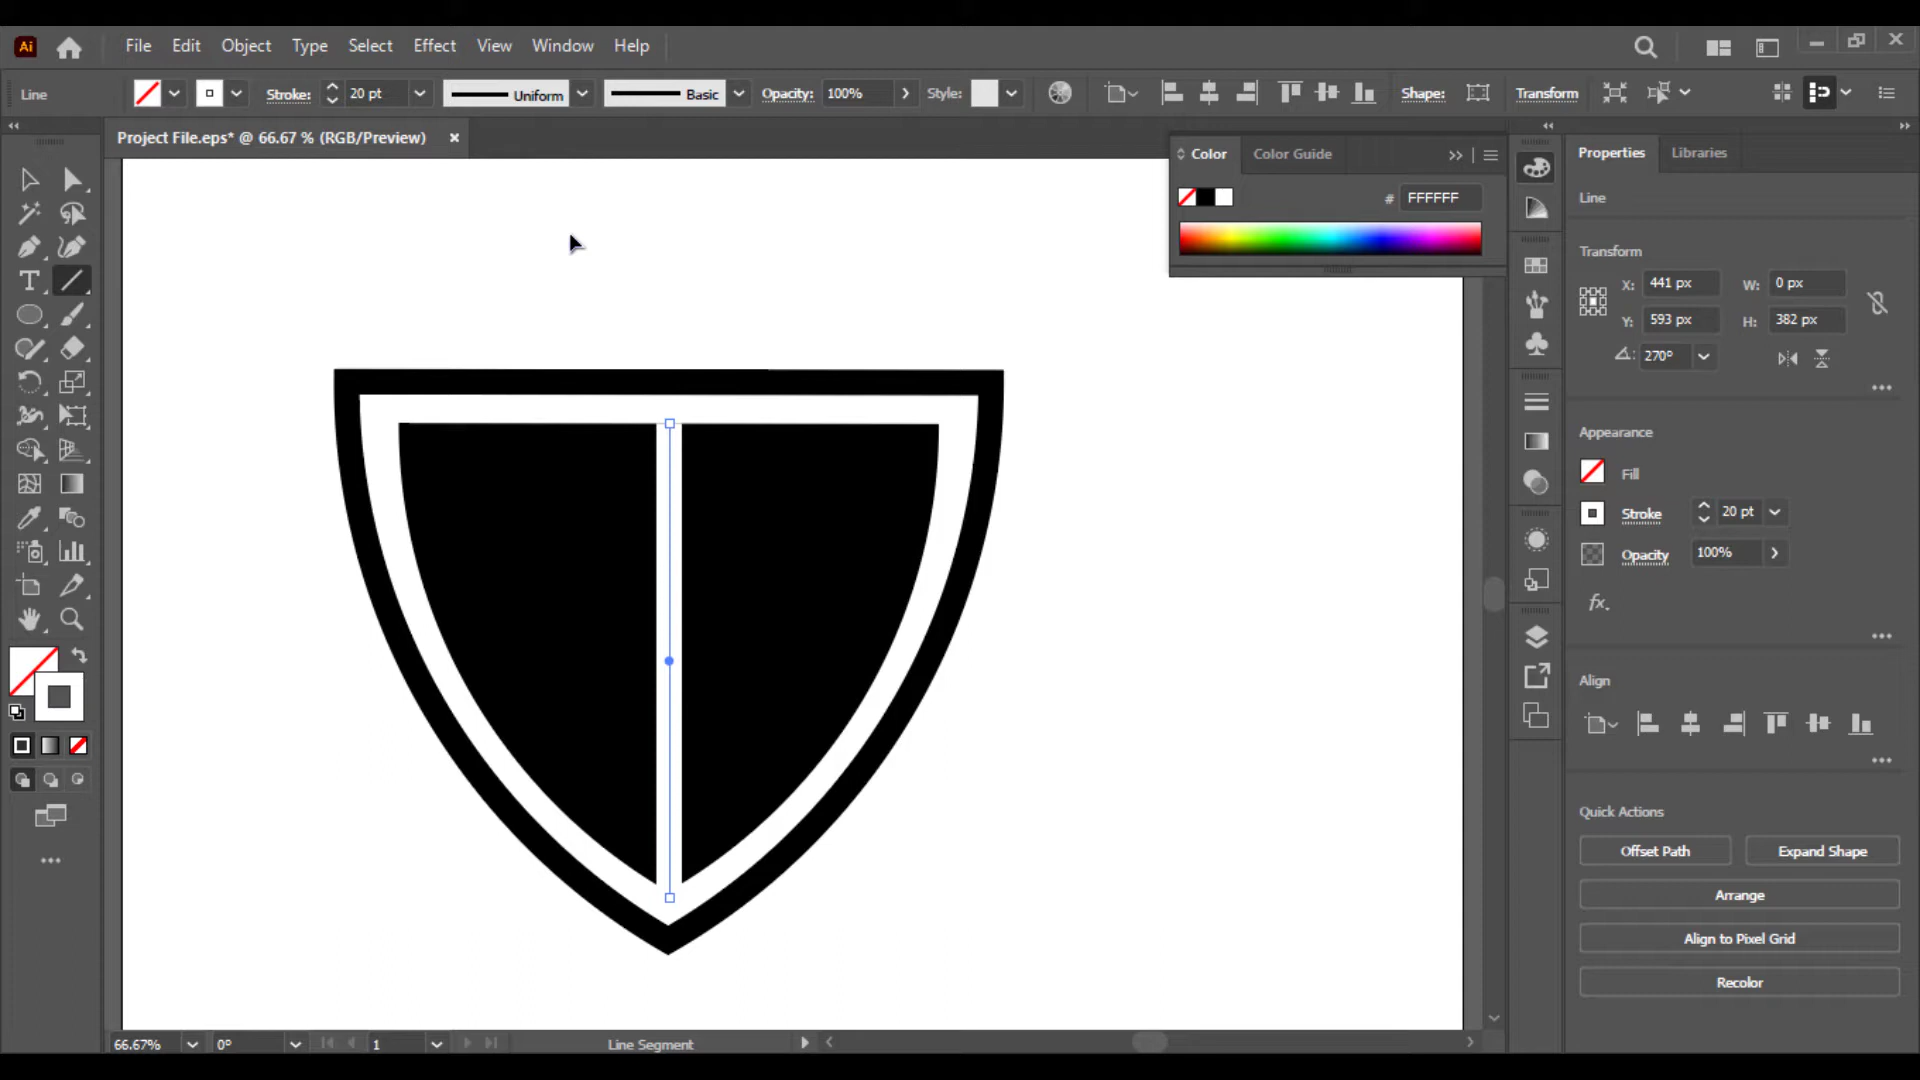 Ai File Edit Object Type Select Effect View Window Help
Line Stroke: 20 pt Uniform Basic Opacity: 100% Style: Shape: Transform
Project File.eps* @ 66.67 % (RGB/Preview)
Color Color Guide
# FFFFFF
Properties Libraries
Line
Transform
X: 441 px W: 0 px
Y: 593 px H: 382 px
270°
Appearance
Fill
Stroke 20 pt
Opacity 100%
fx.
Align
Quick Actions
Offset Path Expand Shape
Arrange
Align to Pixel Grid
Recolor
66.67% 0° 1 Line Segment